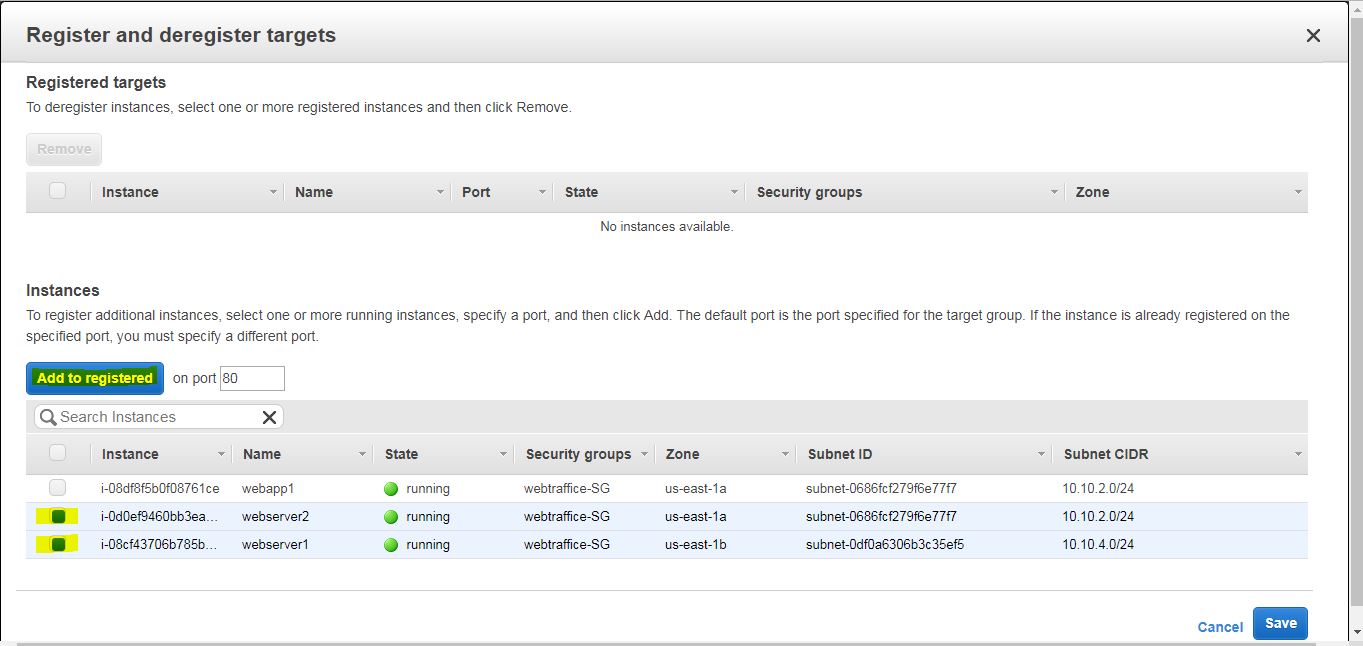 Register and deregister targets
Registered targets
To deregister instances, select one or more registered instances and then click Remove.
Remove
Instance Name Port State Security groups Zone
No instances available.
Instances
To register additional instances, select one or more running instances, specify a port, and then click Add. The default port is the port specified for the target group. If the instance is already registered on the
specified port, you must specify a different port.
Add to registered on port 80
Search Instances
Instance Name State Security groups Zone Subnet ID Subnet CIDR
i-08df8f5b0f08761ce webapp1 running webtraffice-SG us-east-1a subnet-0686fcf279f6e77f7 10.10.2.0/24
i-0d0ef9460bb3ea... webserver2 running webtraffice-SG us-east-1a subnet-0686fcf279f6e77f7 10.10.2.0/24
i-08cf43706b785b... webserver1 running webtraffice-SG us-east-1b subnet-0df0a6306b3c35ef5 10.10.4.0/24
Cancel Save